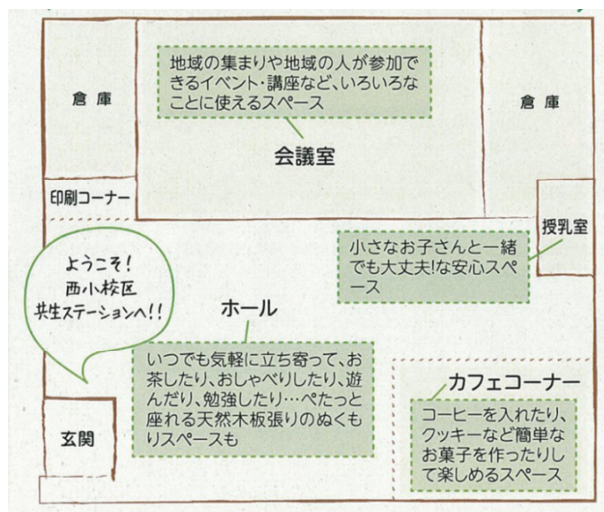 地域の集まりや地域の人が参加で
きるイベント・講座など、いろいろな
ことに使えるスペース
倉庫
倉庫
会議室
印刷コーナー
授乳室
小さなお子さんと一緒
でも大丈夫!な安心スペ
ース
ようこそ!
西小校区
共生ステーションへ!!
ホール
いつでも気軽に立ち寄って、お
茶したり、おしゃべりしたり、遊
んだり、勉強したり…ぺたっと
座れる天然木板張りのぬくも
りスペースも
カフェコーナー
コーヒーを入れたり、
クッキーなど簡単な
お菓子を作ったりし
て楽しめるスペース
玄関